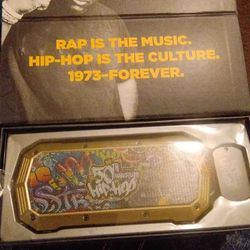 RAP IS THE MUSIC.
HIP-HOP IS THE CULTURE.
1973–FOREVER.
50
hip-hop